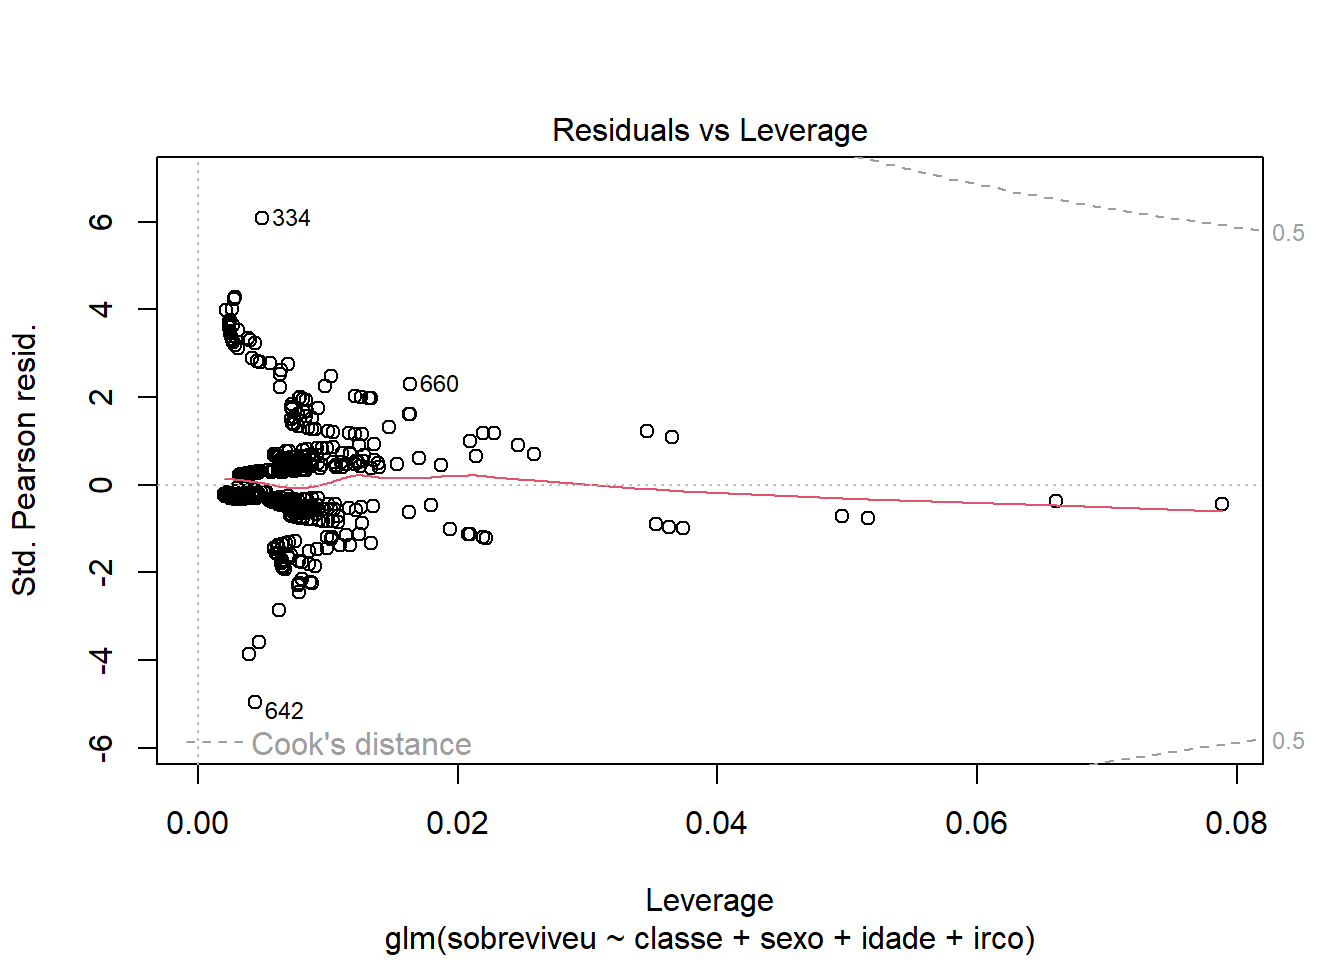 Residuals vs Leverage
Std. Pearson resid.
6
4
2
0
-2
-4
-6
334
660
642
0.5
0.5
Cook's distance
0.00 0.02 0.04 0.06 0.08
Leverage
glm(sobreviveu ~ classe + sexo + idade + irco)